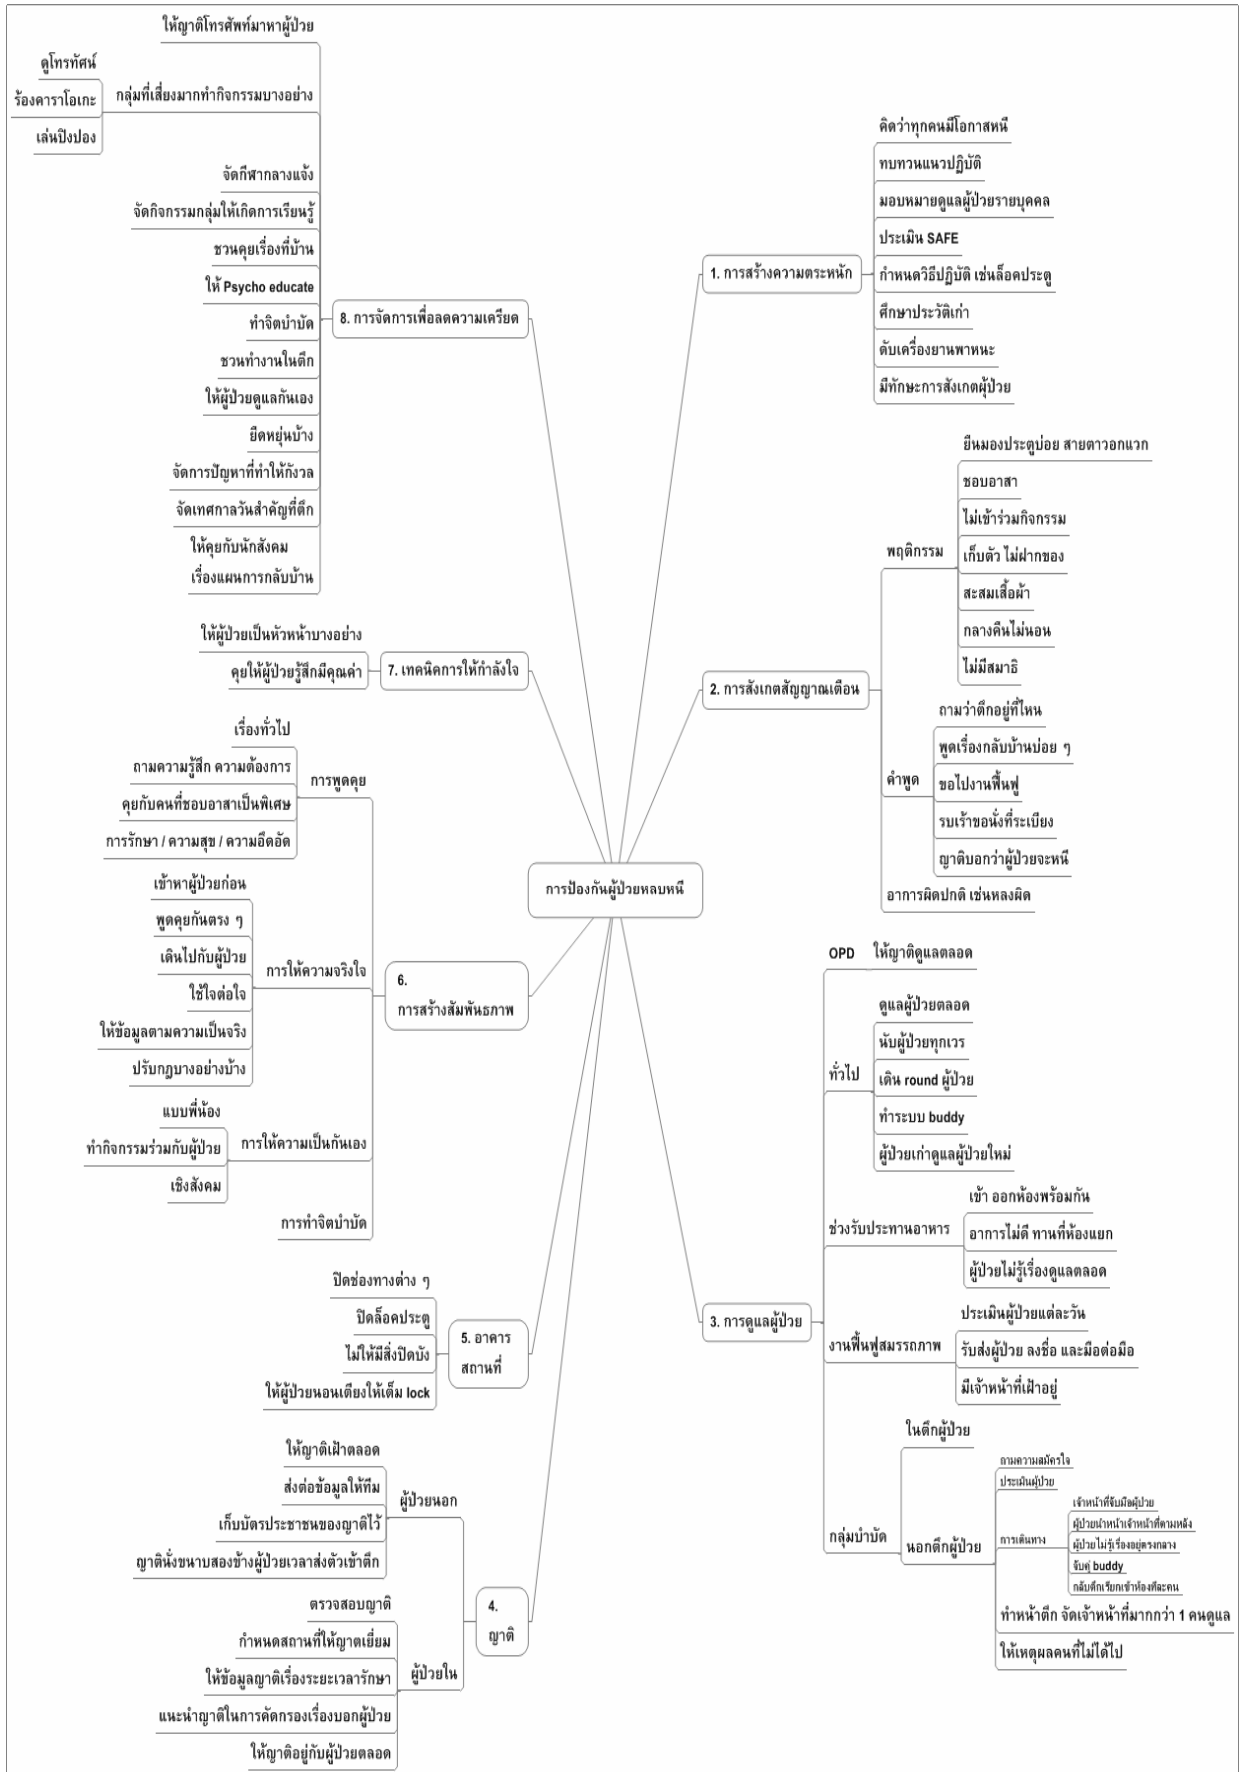 การป้องกันผู้ป่วยหลบหนี
1. การสร้างความตระหนัก
คิดว่าทุกคนมีโอกาสหนี
ทบทวนแนวปฏิบัติ
มอบหมายดูแลผู้ป่วยรายบุคคล
ประเมิน SAFE
กำหนดวิธีปฏิบัติ เช่นล็อคประตู
ศึกษาประวัติเก่า
ดับเครื่องยานพาหนะ
มีทักษะการสังเกตผู้ป่วย
2. การสังเกตสัญญาณเตือน
พฤติกรรม
ยืนมองประตูบ่อย สายตาวอกแวก
ชอบอาสา
ไม่เข้าร่วมกิจกรรม
เก็บตัว ไม่ฝากของ
สะสมเสื้อผ้า
กลางคืนไม่นอน
ไม่มีสมาธิ
คำพูด
ถามว่าตึกอยู่ที่ไหน
พูดเรื่องกลับบ้านบ่อย ๆ
ขอไปงานฟื้นฟู
รบเร้าขอนั่งที่ระเบียง
ญาติบอกว่าผู้ป่วยจะหนี
อาการผิดปกติ เช่นหลงผิด
3. การดูแลผู้ป่วย
OPD
ให้ญาติดูแลตลอด
ทั่วไป
ดูแลผู้ป่วยตลอด
นับผู้ป่วยทุกเวร
เดิน round ผู้ป่วย
ทำระบบ buddy
ผู้ป่วยเก่าดูแลผู้ป่วยใหม่
ช่วงรับประทานอาหาร
เข้า ออกห้องพร้อมกัน
อาการไม่ดี ทานที่ห้องแยก
ผู้ป่วยไม่รู้เรื่องดูแลตลอด
งานฟื้นฟูสมรรถภาพ
ประเมินผู้ป่วยแต่ละวัน
รับส่งผู้ป่วย ลงชื่อ และมือต่อมือ
มีเจ้าหน้าที่เฝ้าอยู่
กลุ่มบำบัด
ในตึกผู้ป่วย
นอกตึกผู้ป่วย
ถามความสมัครใจ
ประเมินผู้ป่วย
การเดินทาง
เจ้าหน้าที่จับมือผู้ป่วย
ผู้ป่วยนำหน้าเจ้าหน้าที่ตามหลัง
ผู้ป่วยไม่รู้เรื่องอยู่ตรงกลาง
จับคู่ buddy
กลับตึกเรียกเข้าห้องทีละคน
ทำหน้าตึก จัดเจ้าหน้าที่มากกว่า 1 คนดูแล
ให้เหตุผลคนที่ไม่ได้ไป
4.
ญาติ
ผู้ป่วยนอก
ให้ญาติเฝ้าตลอด
ส่งต่อข้อมูลให้ทีม
เก็บบัตรประชาชนของญาติไว้
ญาตินั่งขนาบสองข้างผู้ป่วยเวลาส่งตัวเข้าตึก
ผู้ป่วยใน
ตรวจสอบญาติ
กำหนดสถานที่ให้ญาตเยี่ยม
ให้ข้อมูลญาติเรื่องระยะเวลารักษา
แนะนำญาติในการคัดกรองเรื่องบอกผู้ป่วย
ให้ญาติอยู่กับผู้ป่วยตลอด
5. อาคาร
สถานที่
ปิดช่องทางต่าง ๆ
ปิดล็อคประตู
ไม่ให้มีสิ่งปิดบัง
ให้ผู้ป่วยนอนเตียงให้เต็ม lock
6.
การสร้างสัมพันธภาพ
การพูดคุย
เรื่องทั่วไป
ถามความรู้สึก ความต้องการ
คุยกับคนที่ชอบอาสาเป็นพิเศษ
การรักษา / ความสุข / ความอึดอัด
การให้ความจริงใจ
เข้าหาผู้ป่วยก่อน
พูดคุยกันตรง ๆ
เดินไปกับผู้ป่วย
ใช้ใจต่อใจ
ให้ข้อมูลตามความเป็นจริง
ปรับกฎบางอย่างบ้าง
การให้ความเป็นกันเอง
แบบพี่น้อง
ทำกิจกรรมร่วมกับผู้ป่วย
เชิงสังคม
การทำจิตบำบัด
7. เทคนิคการให้กำลังใจ
ให้ผู้ป่วยเป็นหัวหน้าบางอย่าง
คุยให้ผู้ป่วยรู้สึกมีคุณค่า
8. การจัดการเพื่อลดความเครียด
ให้ญาติโทรศัพท์มาหาผู้ป่วย
กลุ่มที่เสี่ยงมากทำกิจกรรมบางอย่าง
ดูโทรทัศน์
ร้องคาราโอเกะ
เล่นปิงปอง
จัดกีฬากลางแจ้ง
จัดกิจกรรมกลุ่มให้เกิดการเรียนรู้
ชวนคุยเรื่องที่บ้าน
ให้ Psycho educate
ทำจิตบำบัด
ชวนทำงานในตึก
ให้ผู้ป่วยดูแลกันเอง
ยืดหยุ่นบ้าง
จัดการปัญหาที่ทำให้กังวล
จัดเทศกาลวันสำคัญที่ตึก
ให้คุยกับนักสังคม
เรื่องแผนการกลับบ้าน